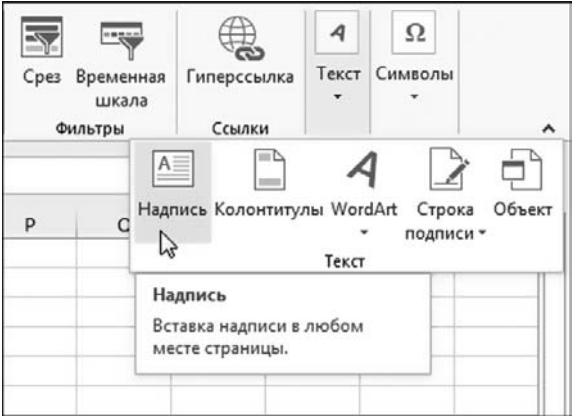 Срез Временная шкала Гиперссылка Текст Символы
Фильтры Ссылки
Надпись Колонтитулы WordArt Строка подписи Объект
Текст
P
Надпись
Вставка надписи в любом
месте страницы.